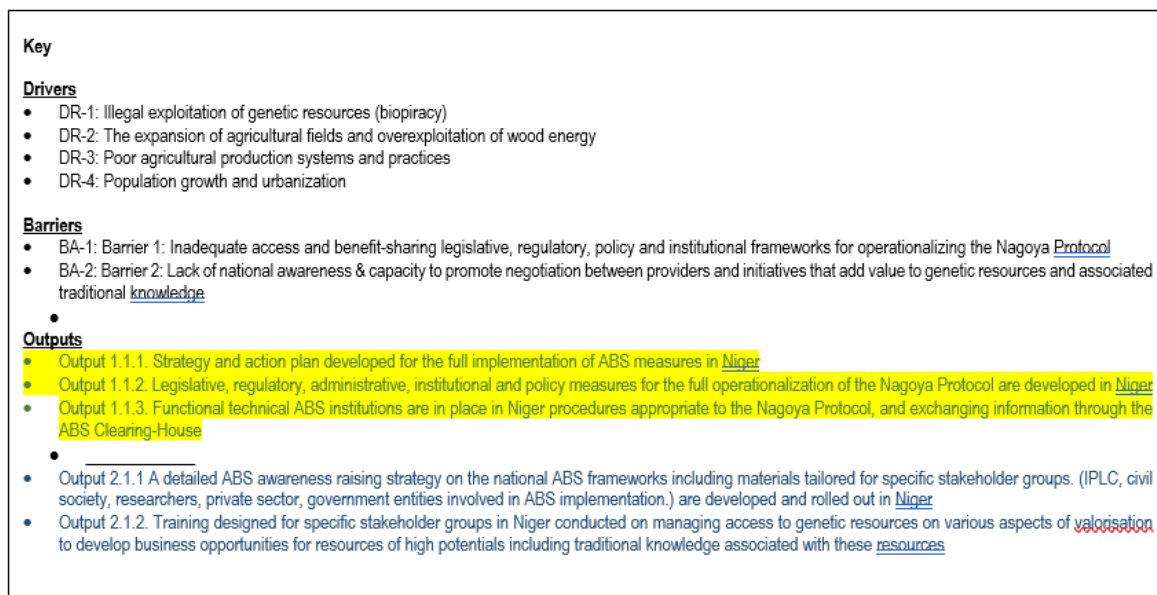 Key
Drivers
• DR-1: Illegal exploitation of genetic resources (biopiracy)
• DR-2: The expansion of agricultural fields and overexploitation of wood energy
• DR-3: Poor agricultural production systems and practices
• DR-4: Population growth and urbanization
Barriers
• BA-1: Barrier 1: Inadequate access and benefit-sharing legislative, regulatory, policy and institutional frameworks for operationalizing the Nagoya Protocol
• BA-2: Barrier 2: Lack of national awareness & capacity to promote negotiation between providers and initiatives that add value to genetic resources and associated
traditional knowledge
•
Outputs
• Output 1.1.1. Strategy and action plan developed for the full implementation of ABS measures in Niger
• Output 1.1.2. Legislative, regulatory, administrative, institutional and policy measures for the full operationalization of the Nagoya Protocol are developed in Niger
• Output 1.1.3. Functional technical ABS institutions are in place in Niger procedures appropriate to the Nagoya Protocol, and exchanging information through the
ABS Clearing-House
•
• Output 2.1.1 A detailed ABS awareness raising strategy on the national ABS frameworks including materials tailored for specific stakeholder groups. (IPLC, civil
society, researchers, private sector, government entities involved in ABS implementation.) are developed and rolled out in Niger
• Output 2.1.2. Training designed for specific stakeholder groups in Niger conducted on managing access to genetic resources on various aspects of valorisation
to develop business opportunities for resources of high potentials including traditional knowledge associated with these resources